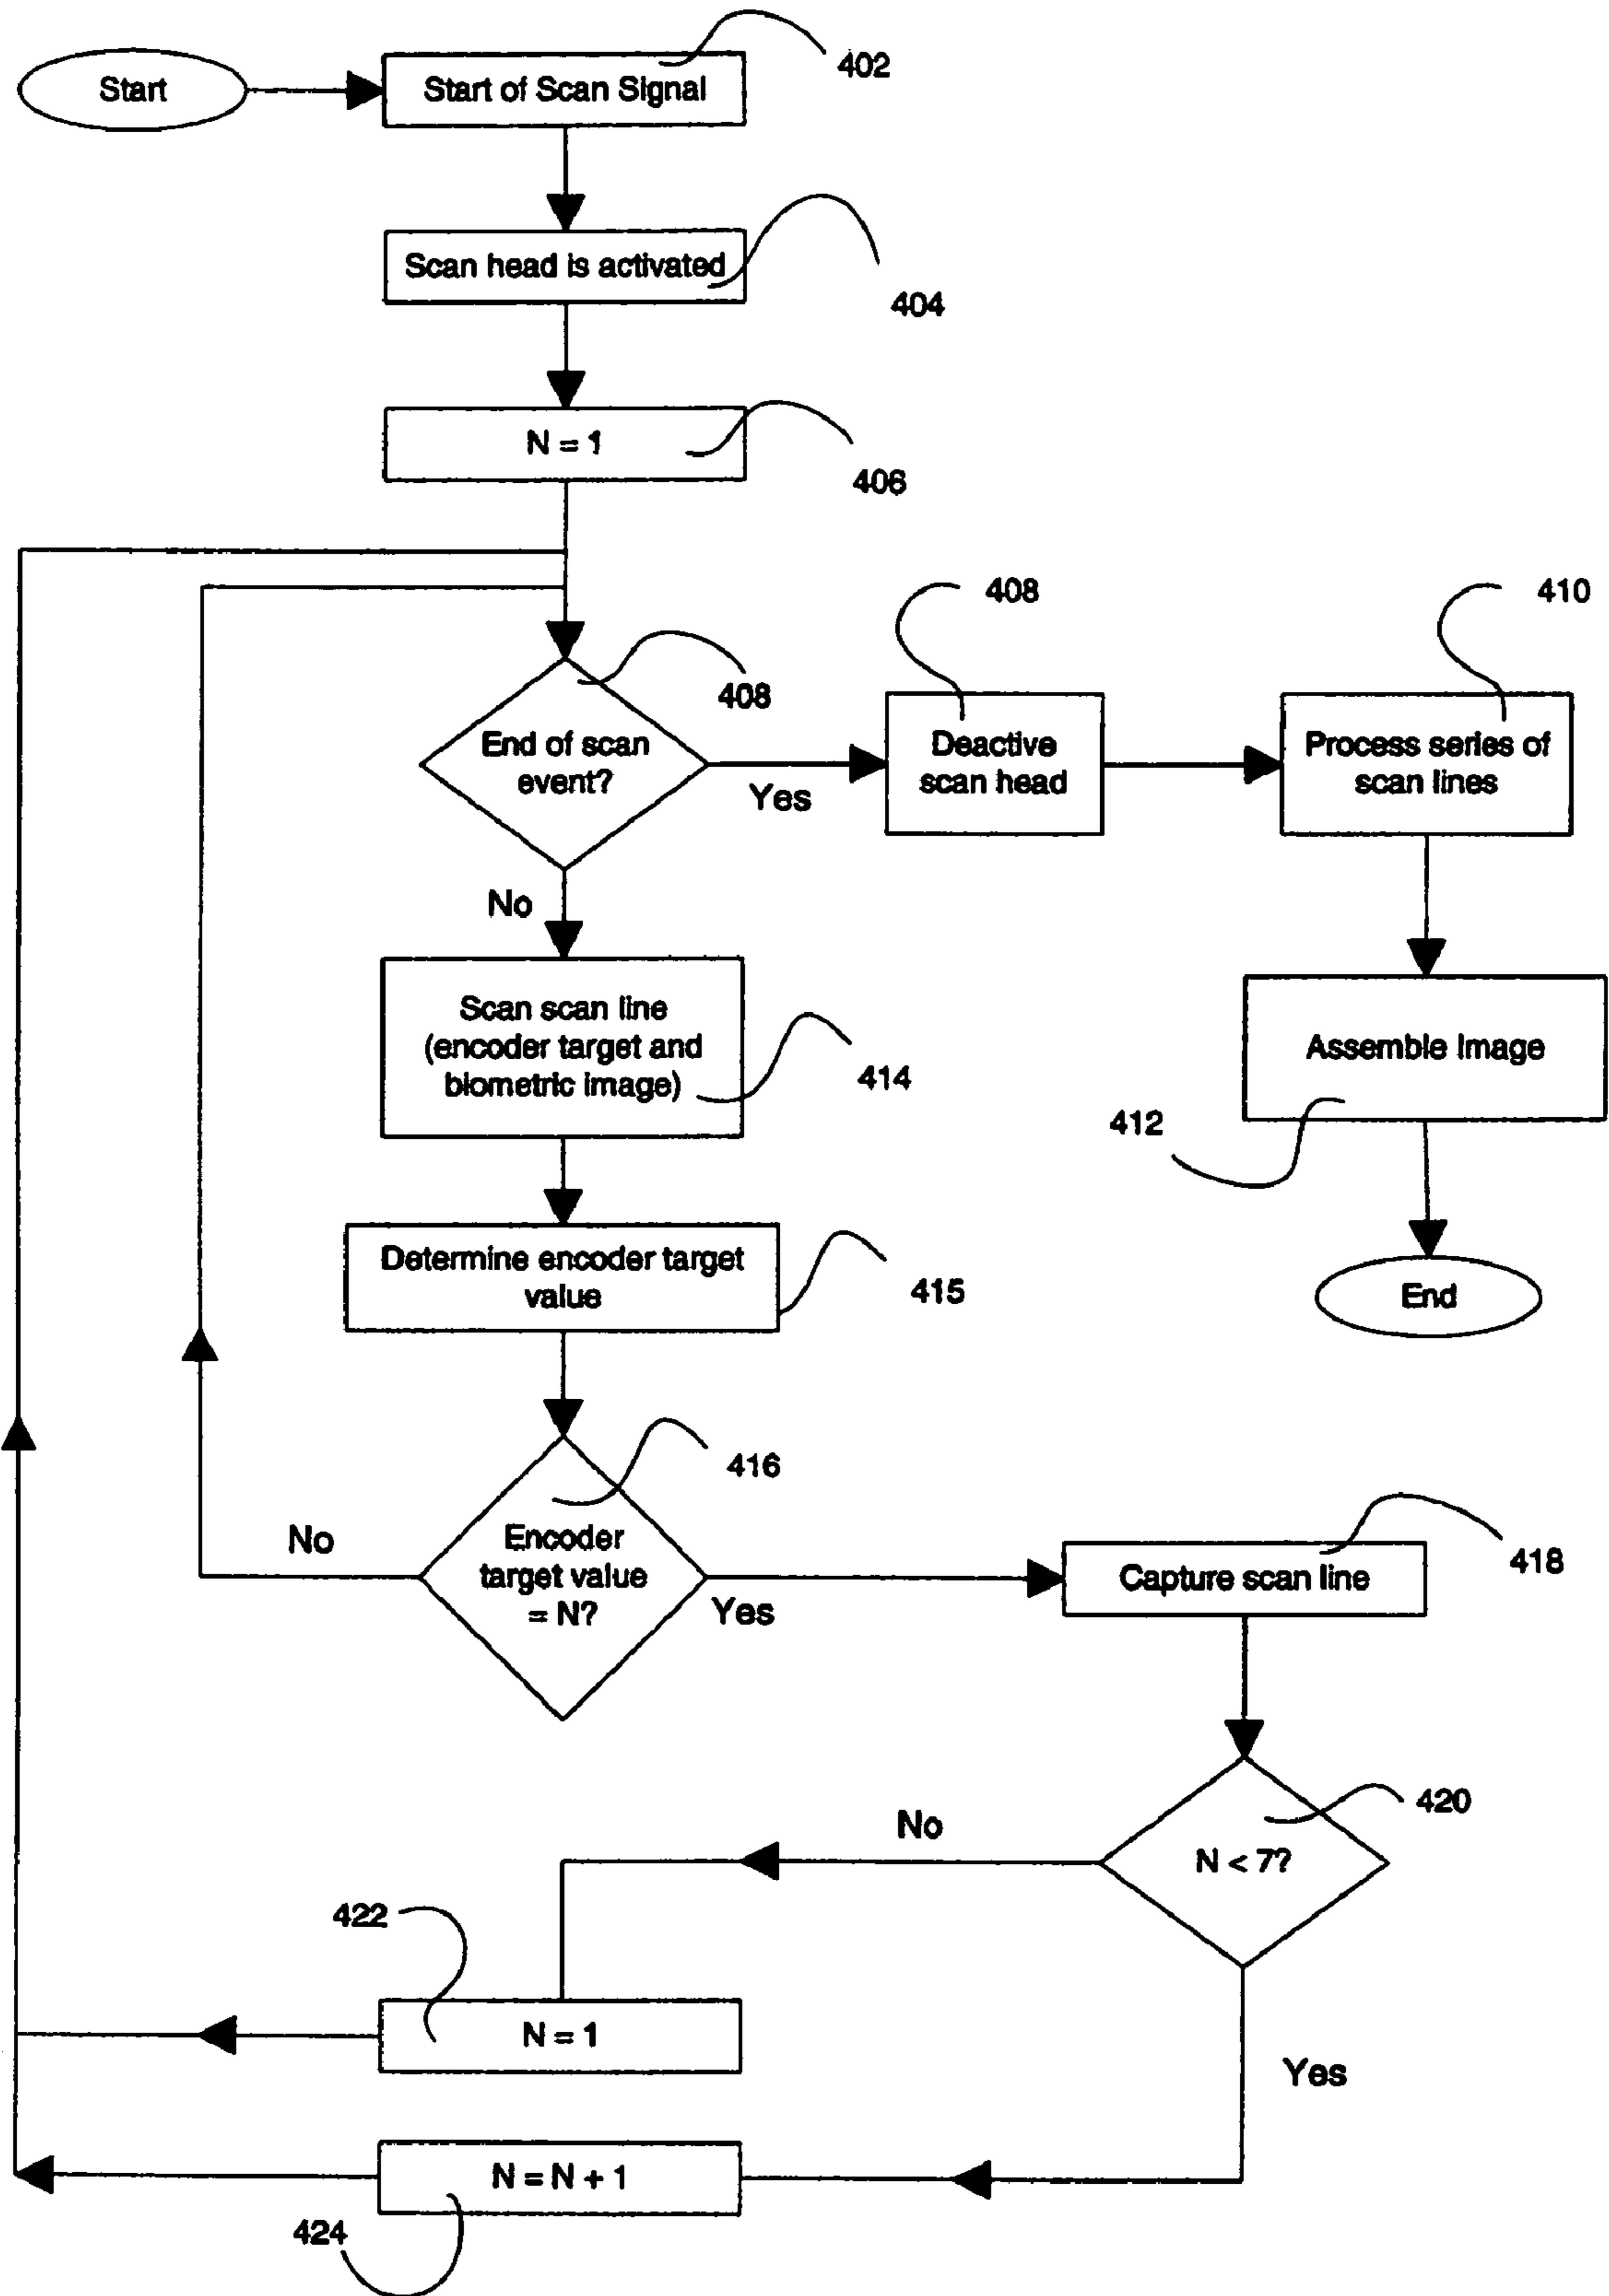 Start
Start of Scan Signal
402
Scan head is activated
404
N = 1
406
End of scan
event?
408
Yes
Deactive
scan head
408
Process series of
scan lines
410
Assemble Image
412
End
No
Scan scan line
(encoder target and
biometric image)
414
Determine encoder target
value
415
Encoder
target value
= N?
416
No
Yes
Capture scan line
418
N < 7?
420
No
N = 1
422
Yes
N = N + 1
424